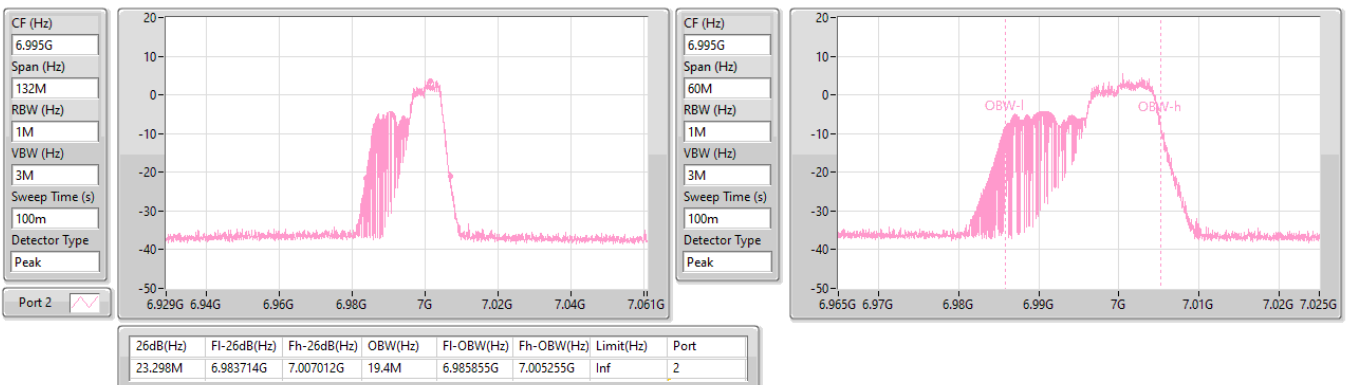 CF (Hz)
6.995G
Span (Hz)
132M
RBW (Hz)
1M
VBW (Hz)
3M
Sweep Time (s)
100m
Detector Type
Peak
Port 2
20
10
0
-10
-20
-30
-40
-50
6.929G 6.94G 6.96G 6.98G 7G 7.02G 7.04G 7.061G
CF (Hz)
6.995G
Span (Hz)
60M
RBW (Hz)
1M
VBW (Hz)
3M
Sweep Time (s)
100m
Detector Type
Peak
20
10
0
-10
-20
-30
-40
-50
OBW-l OBW-h
6.965G 6.97G 6.98G 6.99G 7G 7.01G 7.02G 7.025G
26dB(Hz) Fl-26dB(Hz) Fh-26dB(Hz) OBW(Hz) Fl-OBW(Hz) Fh-OBW(Hz) Limit(Hz) Port
23.298M 6.983714G 7.007012G 19.4M 6.985855G 7.005255G Inf 2